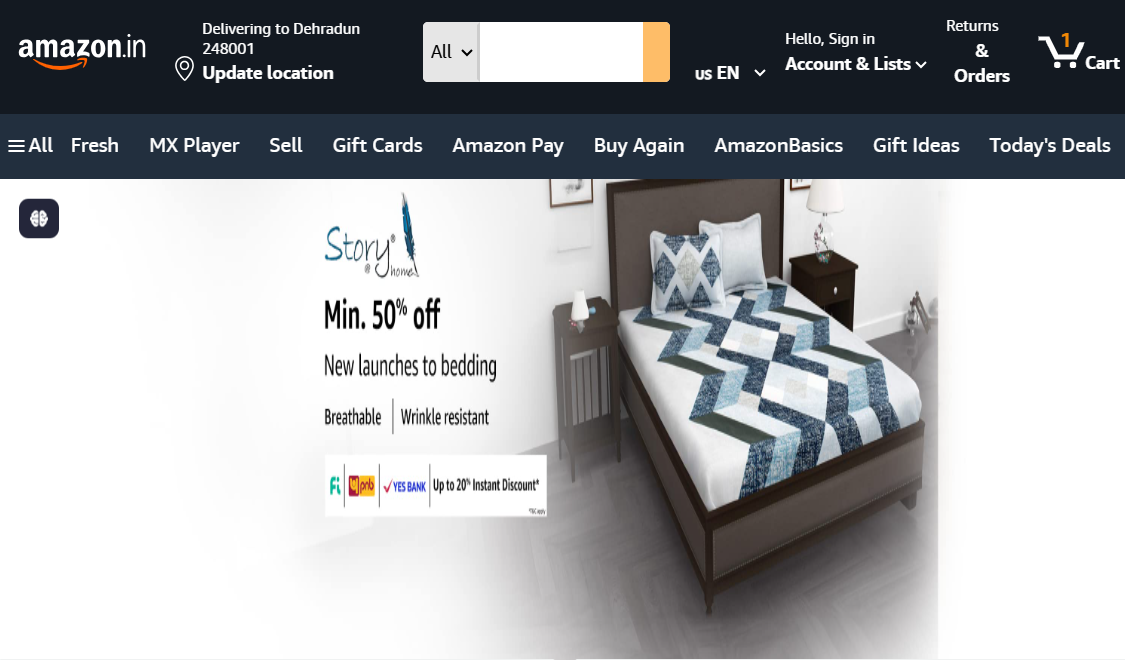 amazon.in
Delivering to Dehradun
248001
Update location
All
us EN
Hello, Sign in
Account & Lists
Returns
&
Orders
1
Cart
All Fresh MX Player Sell Gift Cards Amazon Pay Buy Again AmazonBasics Gift Ideas Today's Deals
Story®
@home
Min. 50% off
New launches to bedding
Breathable | Wrinkle resistant
Fi | pnb | YES BANK | Up to 20% Instant Discount*
*T&C apply